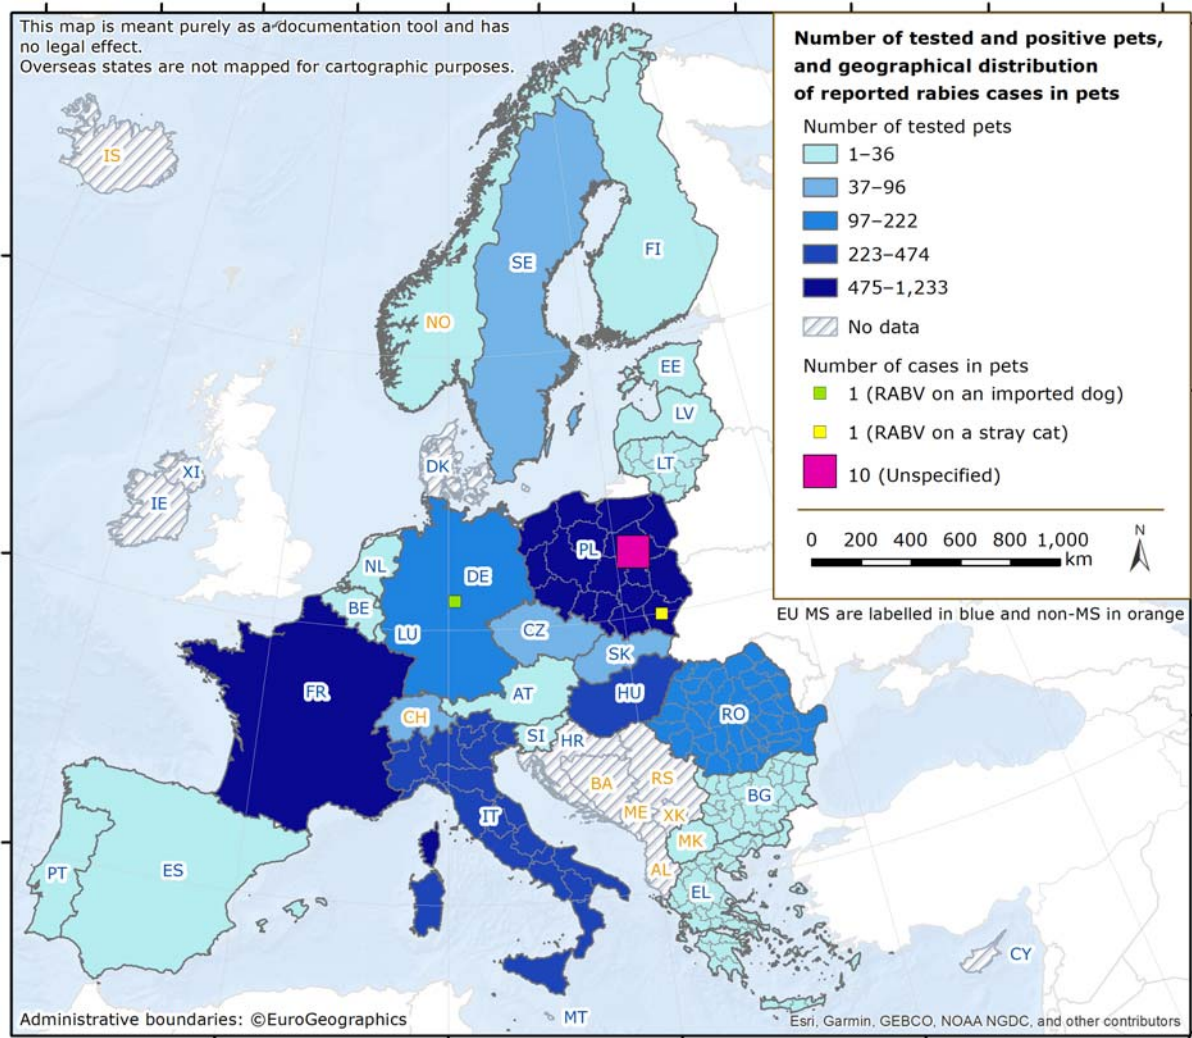 This map is meant purely as a documentation tool and has
no legal effect.
Overseas states are not mapped for cartographic purposes.
Number of tested and positive pets,
and geographical distribution
of reported rabies cases in pets
Number of tested pets
1–36
37–96
97–222
223–474
475–1,233
No data
Number of cases in pets
1 (RABV on an imported dog)
1 (RABV on a stray cat)
10 (Unspecified)
0 200 400 600 800 1,000
km
N
EU MS are labelled in blue and non-MS in orange
IS
SE
FI
NO
EE
LV
LT
DK
XI
IE
NL
DE
PL
BE
LU
CZ
SK
FR
AT
HU
CH
RO
SI
HR
BA
RS
BG
ME
XK
IT
MK
AL
PT
ES
EL
CY
MT
Administrative boundaries: ©EuroGeographics
Esri, Garmin, GEBCO, NOAA NGDC, and other contributors